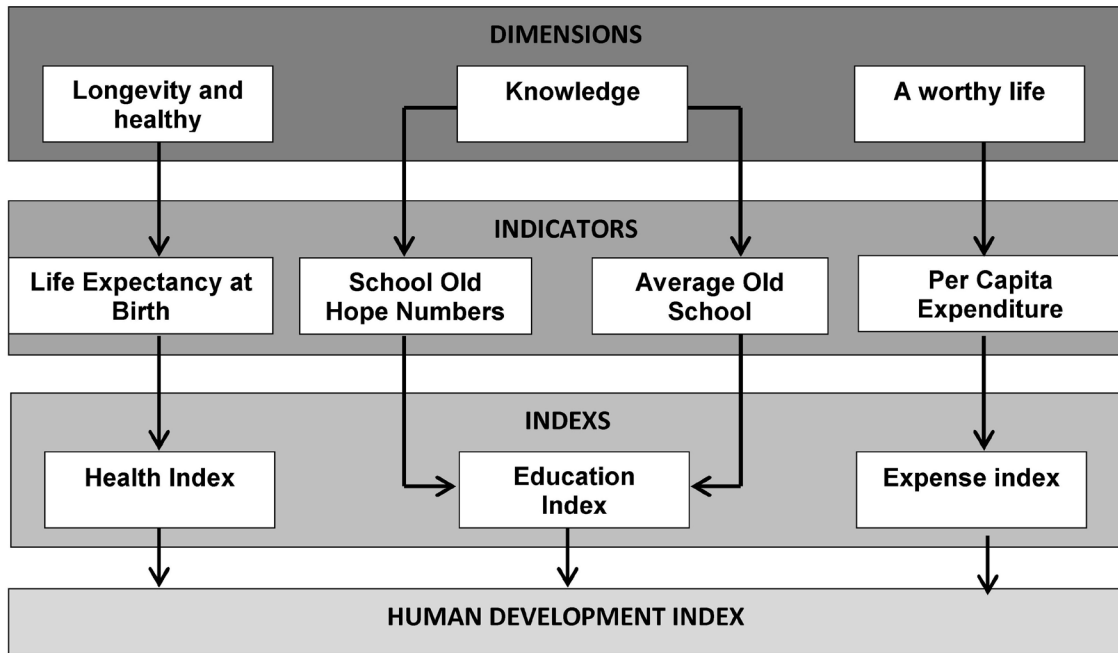 DIMENSIONS
Longevity and
healthy
Knowledge
A worthy life
INDICATORS
Life Expectancy at
Birth
School Old
Hope Numbers
Average Old
School
Per Capita
Expenditure
INDEXS
Health Index
Education
Index
Expense index
HUMAN DEVELOPMENT INDEX